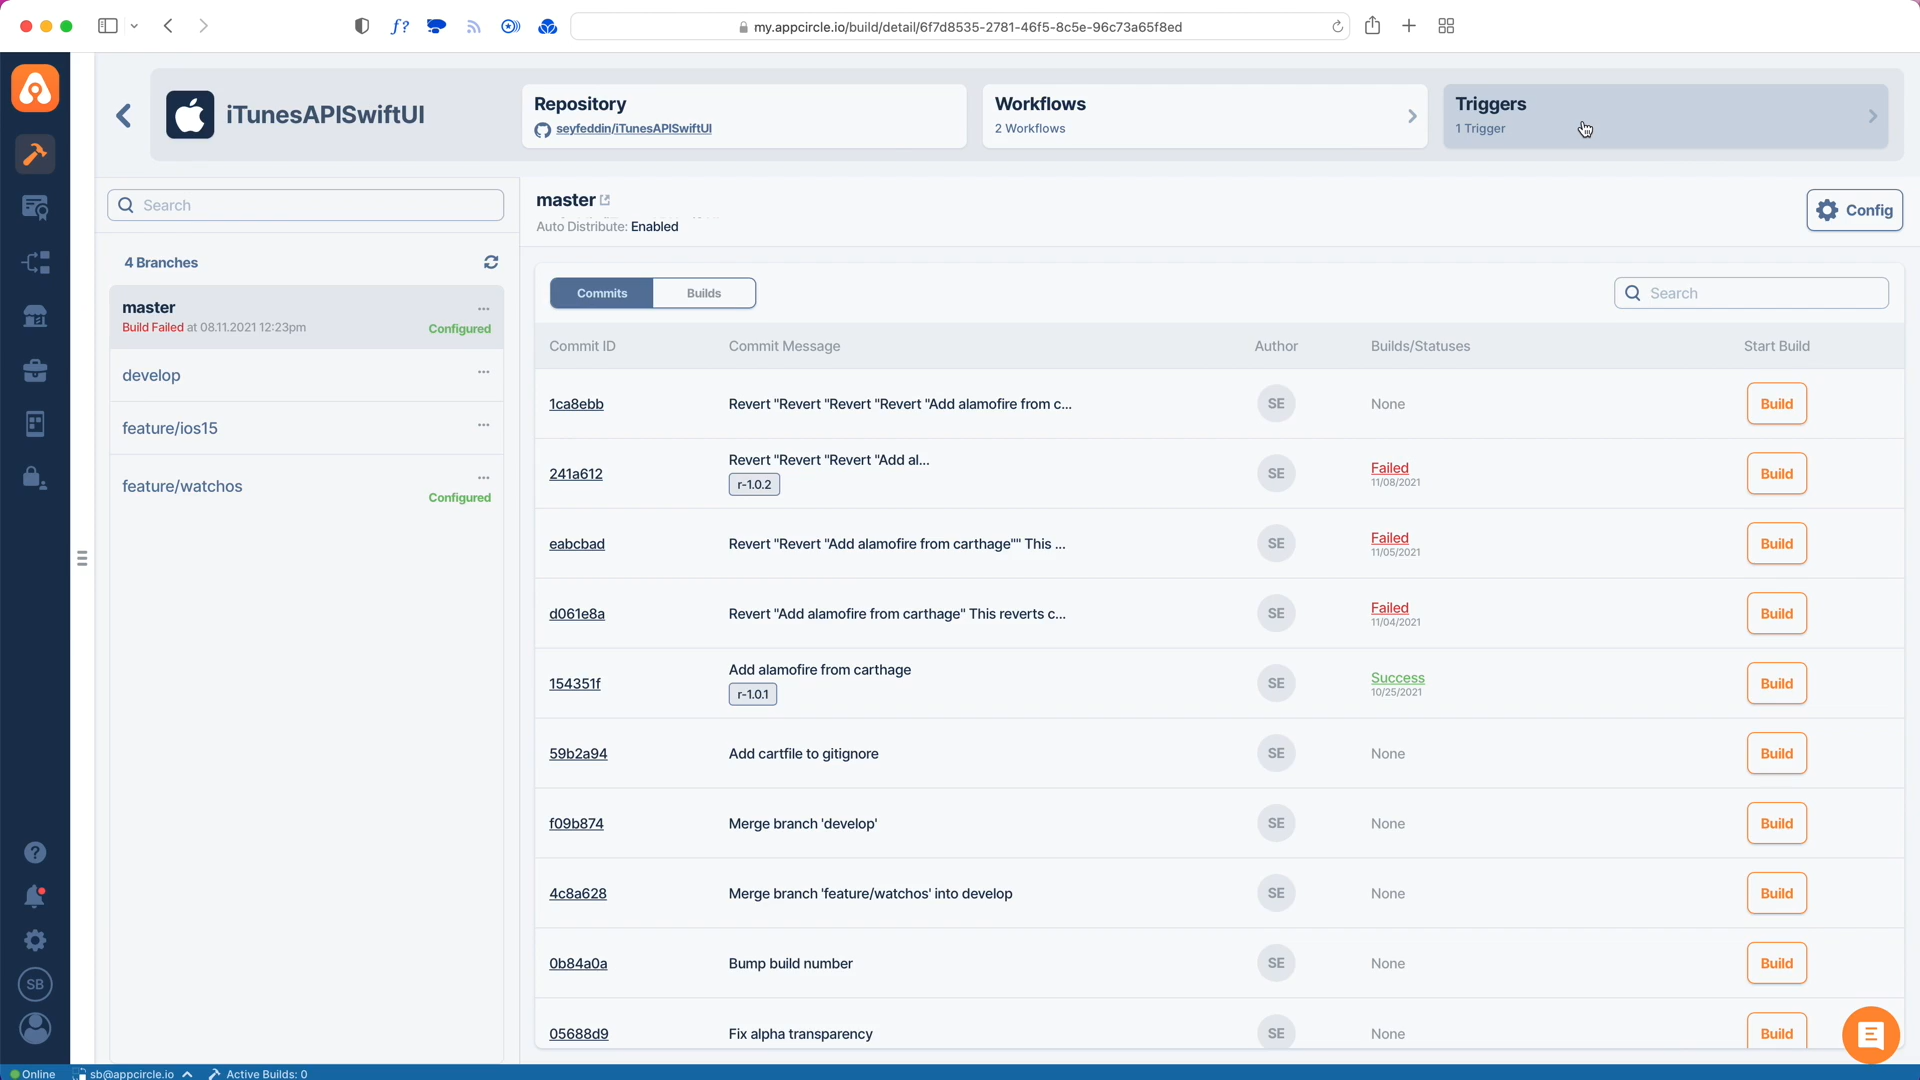 my.appcircle.io/build/detail/6f7d8535-2781-46f5-8c5e-96c73a65f8ed
iTunesAPISwiftUI
Repository
seyfeddin/iTunesAPISwiftUI
Workflows
2 Workflows
Triggers
1 Trigger
Search
4 Branches
master
Build Failed at 08.11.2021 12:23pm
Configured
develop
feature/ios15
feature/watchos
Configured
master
Auto Distribute: Enabled
Config
Commits
Builds
Search
Commit ID Commit Message Author Builds/Statuses Start Build
1ca8ebb Revert "Revert "Revert "Revert "Add alamofire from c... SE None Build
241a612 Revert "Revert "Revert "Add al... SE Failed Build
r-1.0.2 11/08/2021
eabcbad Revert "Revert "Add alamofire from carthage"" This ... SE Failed Build
11/05/2021
d061e8a Revert "Add alamofire from carthage" This reverts c... SE Failed Build
11/04/2021
154351f Add alamofire from carthage SE Success Build
r-1.0.1 10/25/2021
59b2a94 Add cartfile to gitignore SE None Build
f09b874 Merge branch 'develop' SE None Build
4c8a628 Merge branch 'feature/watchos' into develop SE None Build
0b84a0a Bump build number SE None Build
05688d9 Fix alpha transparency SE None Build
SB
Online sb@appcircle.io Active Builds: 0